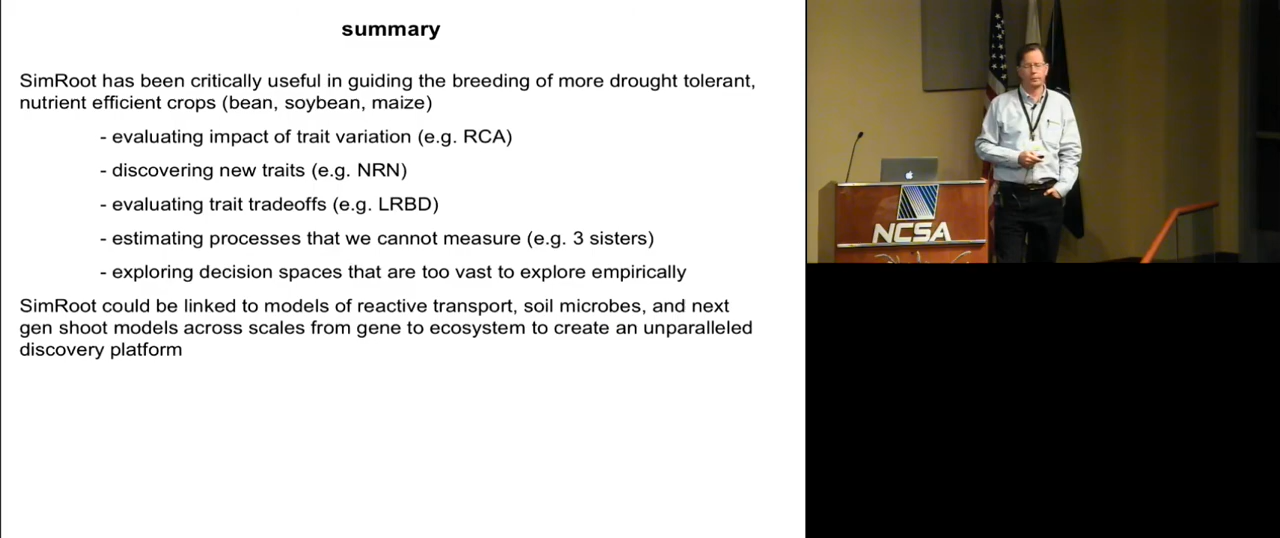 summary
SimRoot has been critically useful in guiding the breeding of more drought tolerant,
nutrient efficient crops (bean, soybean, maize)
- evaluating impact of trait variation (e.g. RCA)
- discovering new traits (e.g. NRN)
- evaluating trait tradeoffs (e.g. LRBD)
- estimating processes that we cannot measure (e.g. 3 sisters)
- exploring decision spaces that are too vast to explore empirically
SimRoot could be linked to models of reactive transport, soil microbes, and next
gen shoot models across scales from gene to ecosystem to create an unparalleled
discovery platform
NCSA